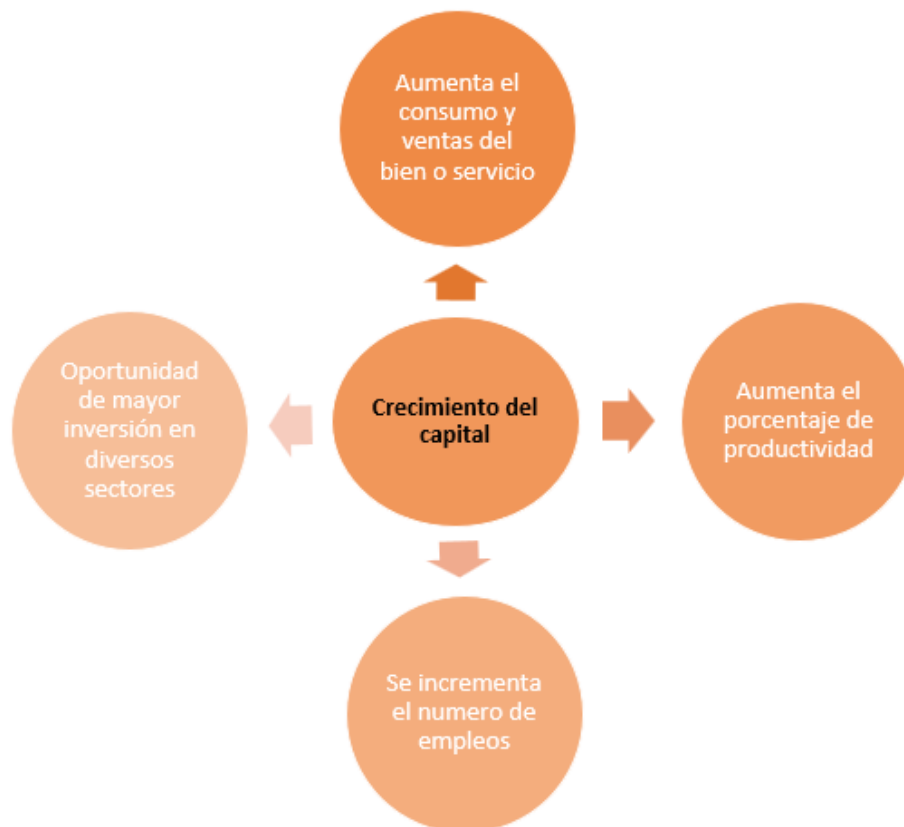 Aumenta el
consumo y
ventas del
bien o servicio
Oportunidad
de mayor
inversión en
diversos
sectores
Crecimiento del
capital
Aumenta el
porcentaje de
productividad
Se incrementa
el numero de
empleos